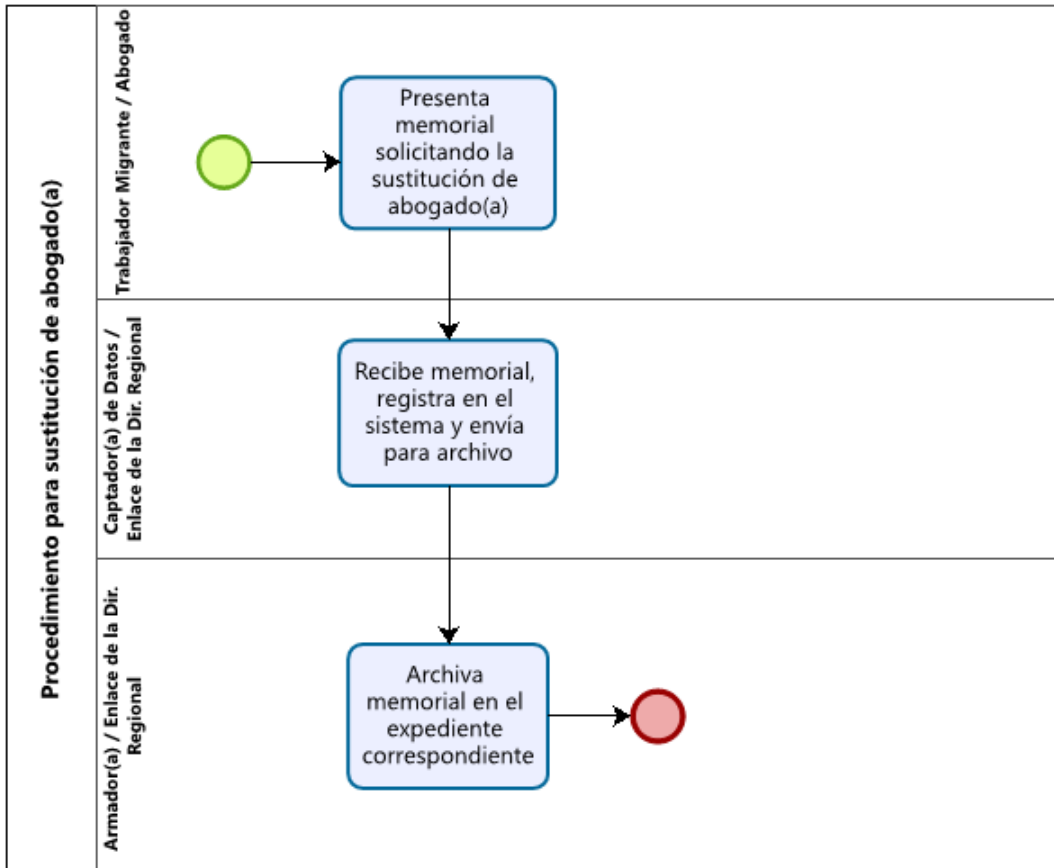 Procedimiento para sustitución de abogado(a)
Trabajador Migrante / Abogado
Presenta
memorial
solicitando la
sustitución de
abogado(a)
Captador(a) de Datos /
Enlace de la Dir. Regional
Recibe memorial,
registra en el
sistema y envía
para archivo
Armador(a) / Enlace de la Dir.
Regional
Archiva
memorial en el
expediente
correspondiente